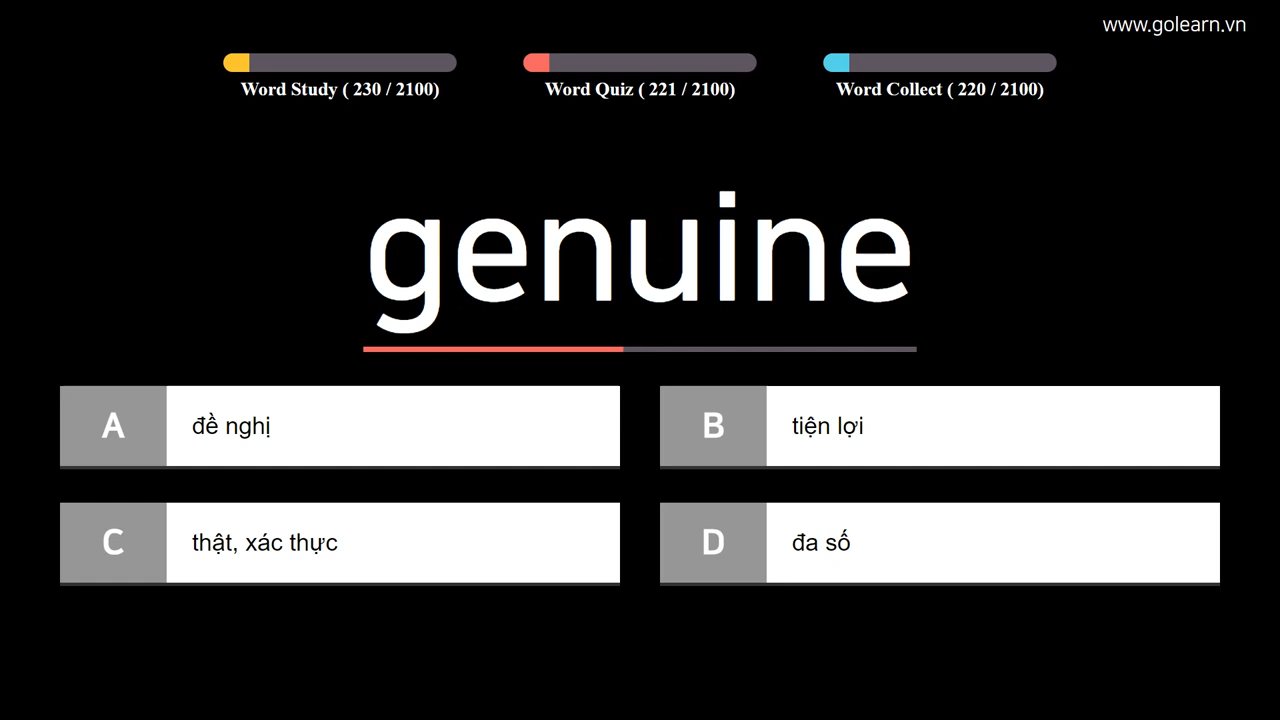 www.golearn.vn
Word Study ( 230 / 2100)
Word Quiz ( 221 / 2100)
Word Collect ( 220 / 2100)
genuine
A đề nghị
B tiện lợi
C thật, xác thực
D đa số